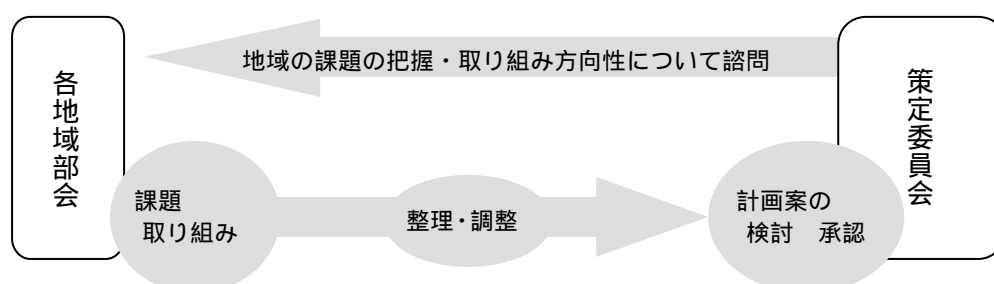 各地域部会
地域の課題の把握・取り組み方向性について諮問
策定委員会
課題
取り組み
整理・調整
計画案の
検討　承認